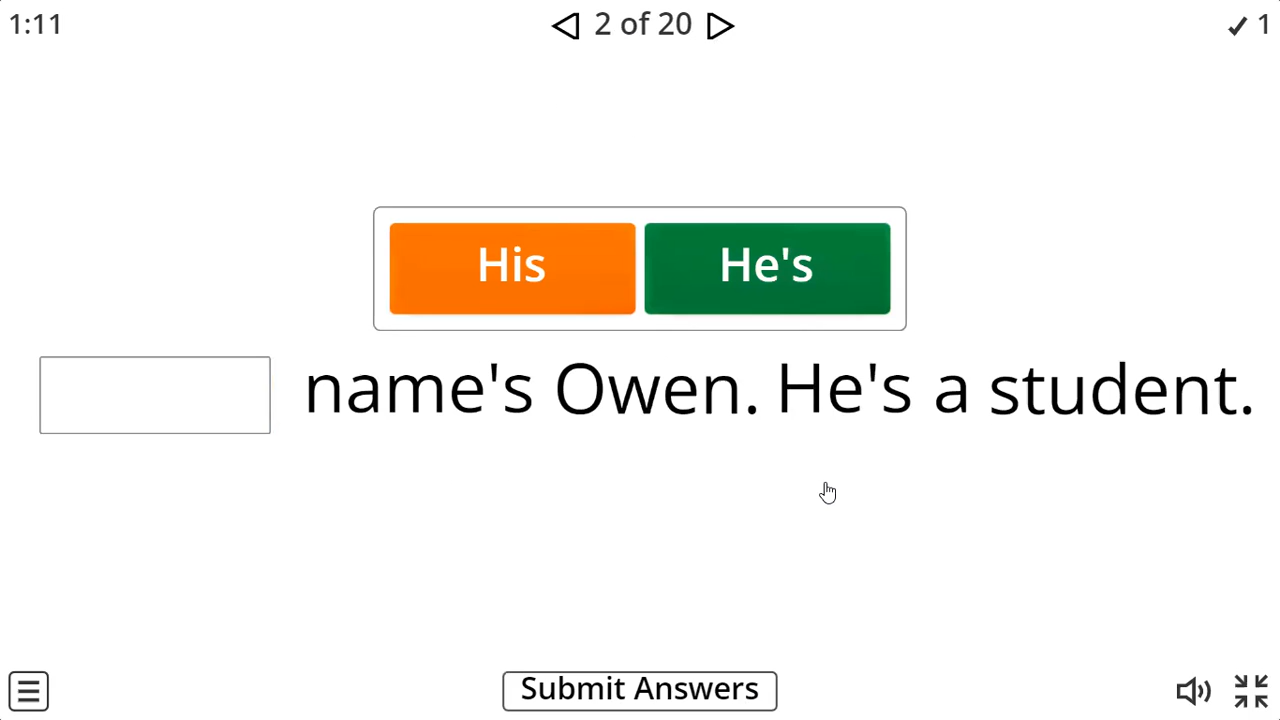 1:11
2 of 20
✓ 1
His
He's
name's Owen. He's a student.
Submit Answers